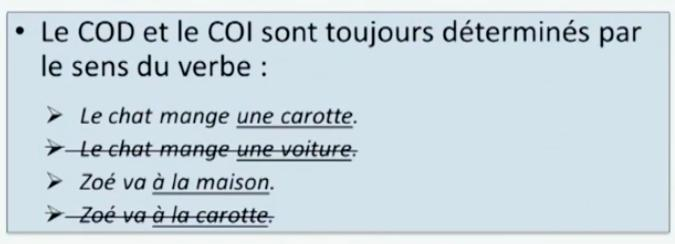 • Le COD et le COI sont toujours déterminés par
le sens du verbe :
➢ Le chat mange une carotte.
➢ Le chat mange une voiture.
➢ Zoé va à la maison.
➢ Zoé va à la carotte.